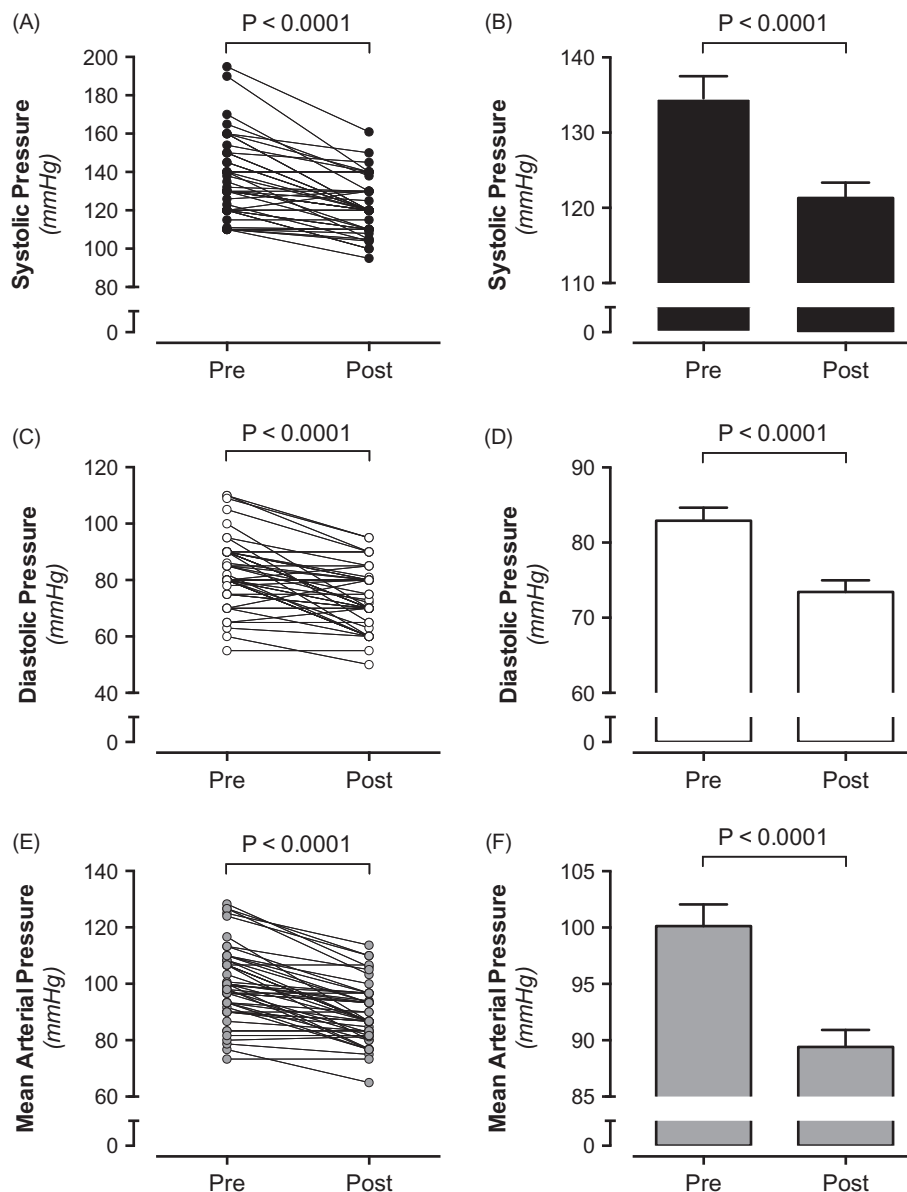 (A)
P < 0.0001
Systolic Pressure
(mmHg)
200
180
160
140
120
100
80
0
Pre
Post
(B)
P < 0.0001
Systolic Pressure
(mmHg)
140
130
120
110
0
Pre
Post
(C)
P < 0.0001
Diastolic Pressure
(mmHg)
120
100
80
60
40
0
Pre
Post
(D)
P < 0.0001
Diastolic Pressure
(mmHg)
90
80
70
60
0
Pre
Post
(E)
P < 0.0001
Mean Arterial Pressure
(mmHg)
140
120
100
80
60
0
Pre
Post
(F)
P < 0.0001
Mean Arterial Pressure
(mmHg)
105
100
95
90
85
0
Pre
Post